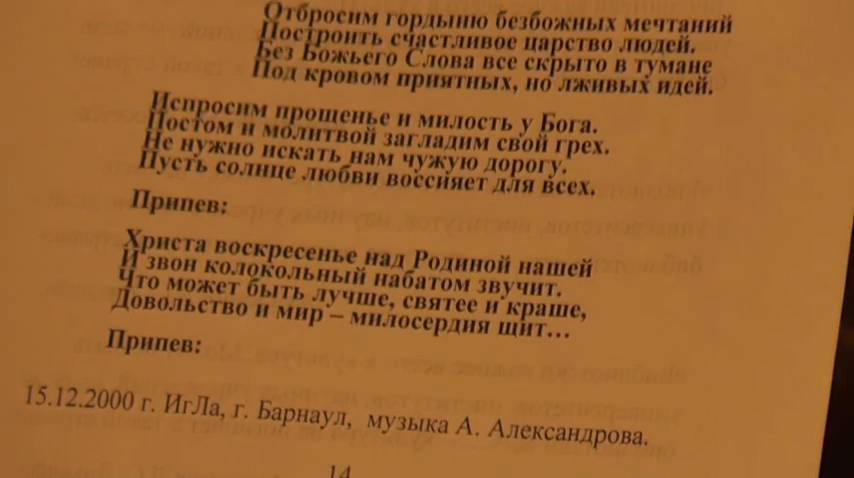 Отбросим гордыню безбожных мечтаний
Построить счастливое царство людей.
Без Божьего Слова все скрыто в тумане
Под кровом приятных, но лживых идей.
Испросим прощенье и милость у Бога.
Постом и молитвой загладим свой грех.
Не нужно искать нам чужую дорогу.
Пусть солнце любви воссияет для всех.
Припев:
Христа воскресенье над Родиной нашей
И звон колокольный набатом звучит.
Что может быть лучше, святее и краше,
Довольство и мир – милосердия щит...
Припев:
15.12.2000 г. ИгЛа, г. Барнаул, музыка А. Александрова.
14